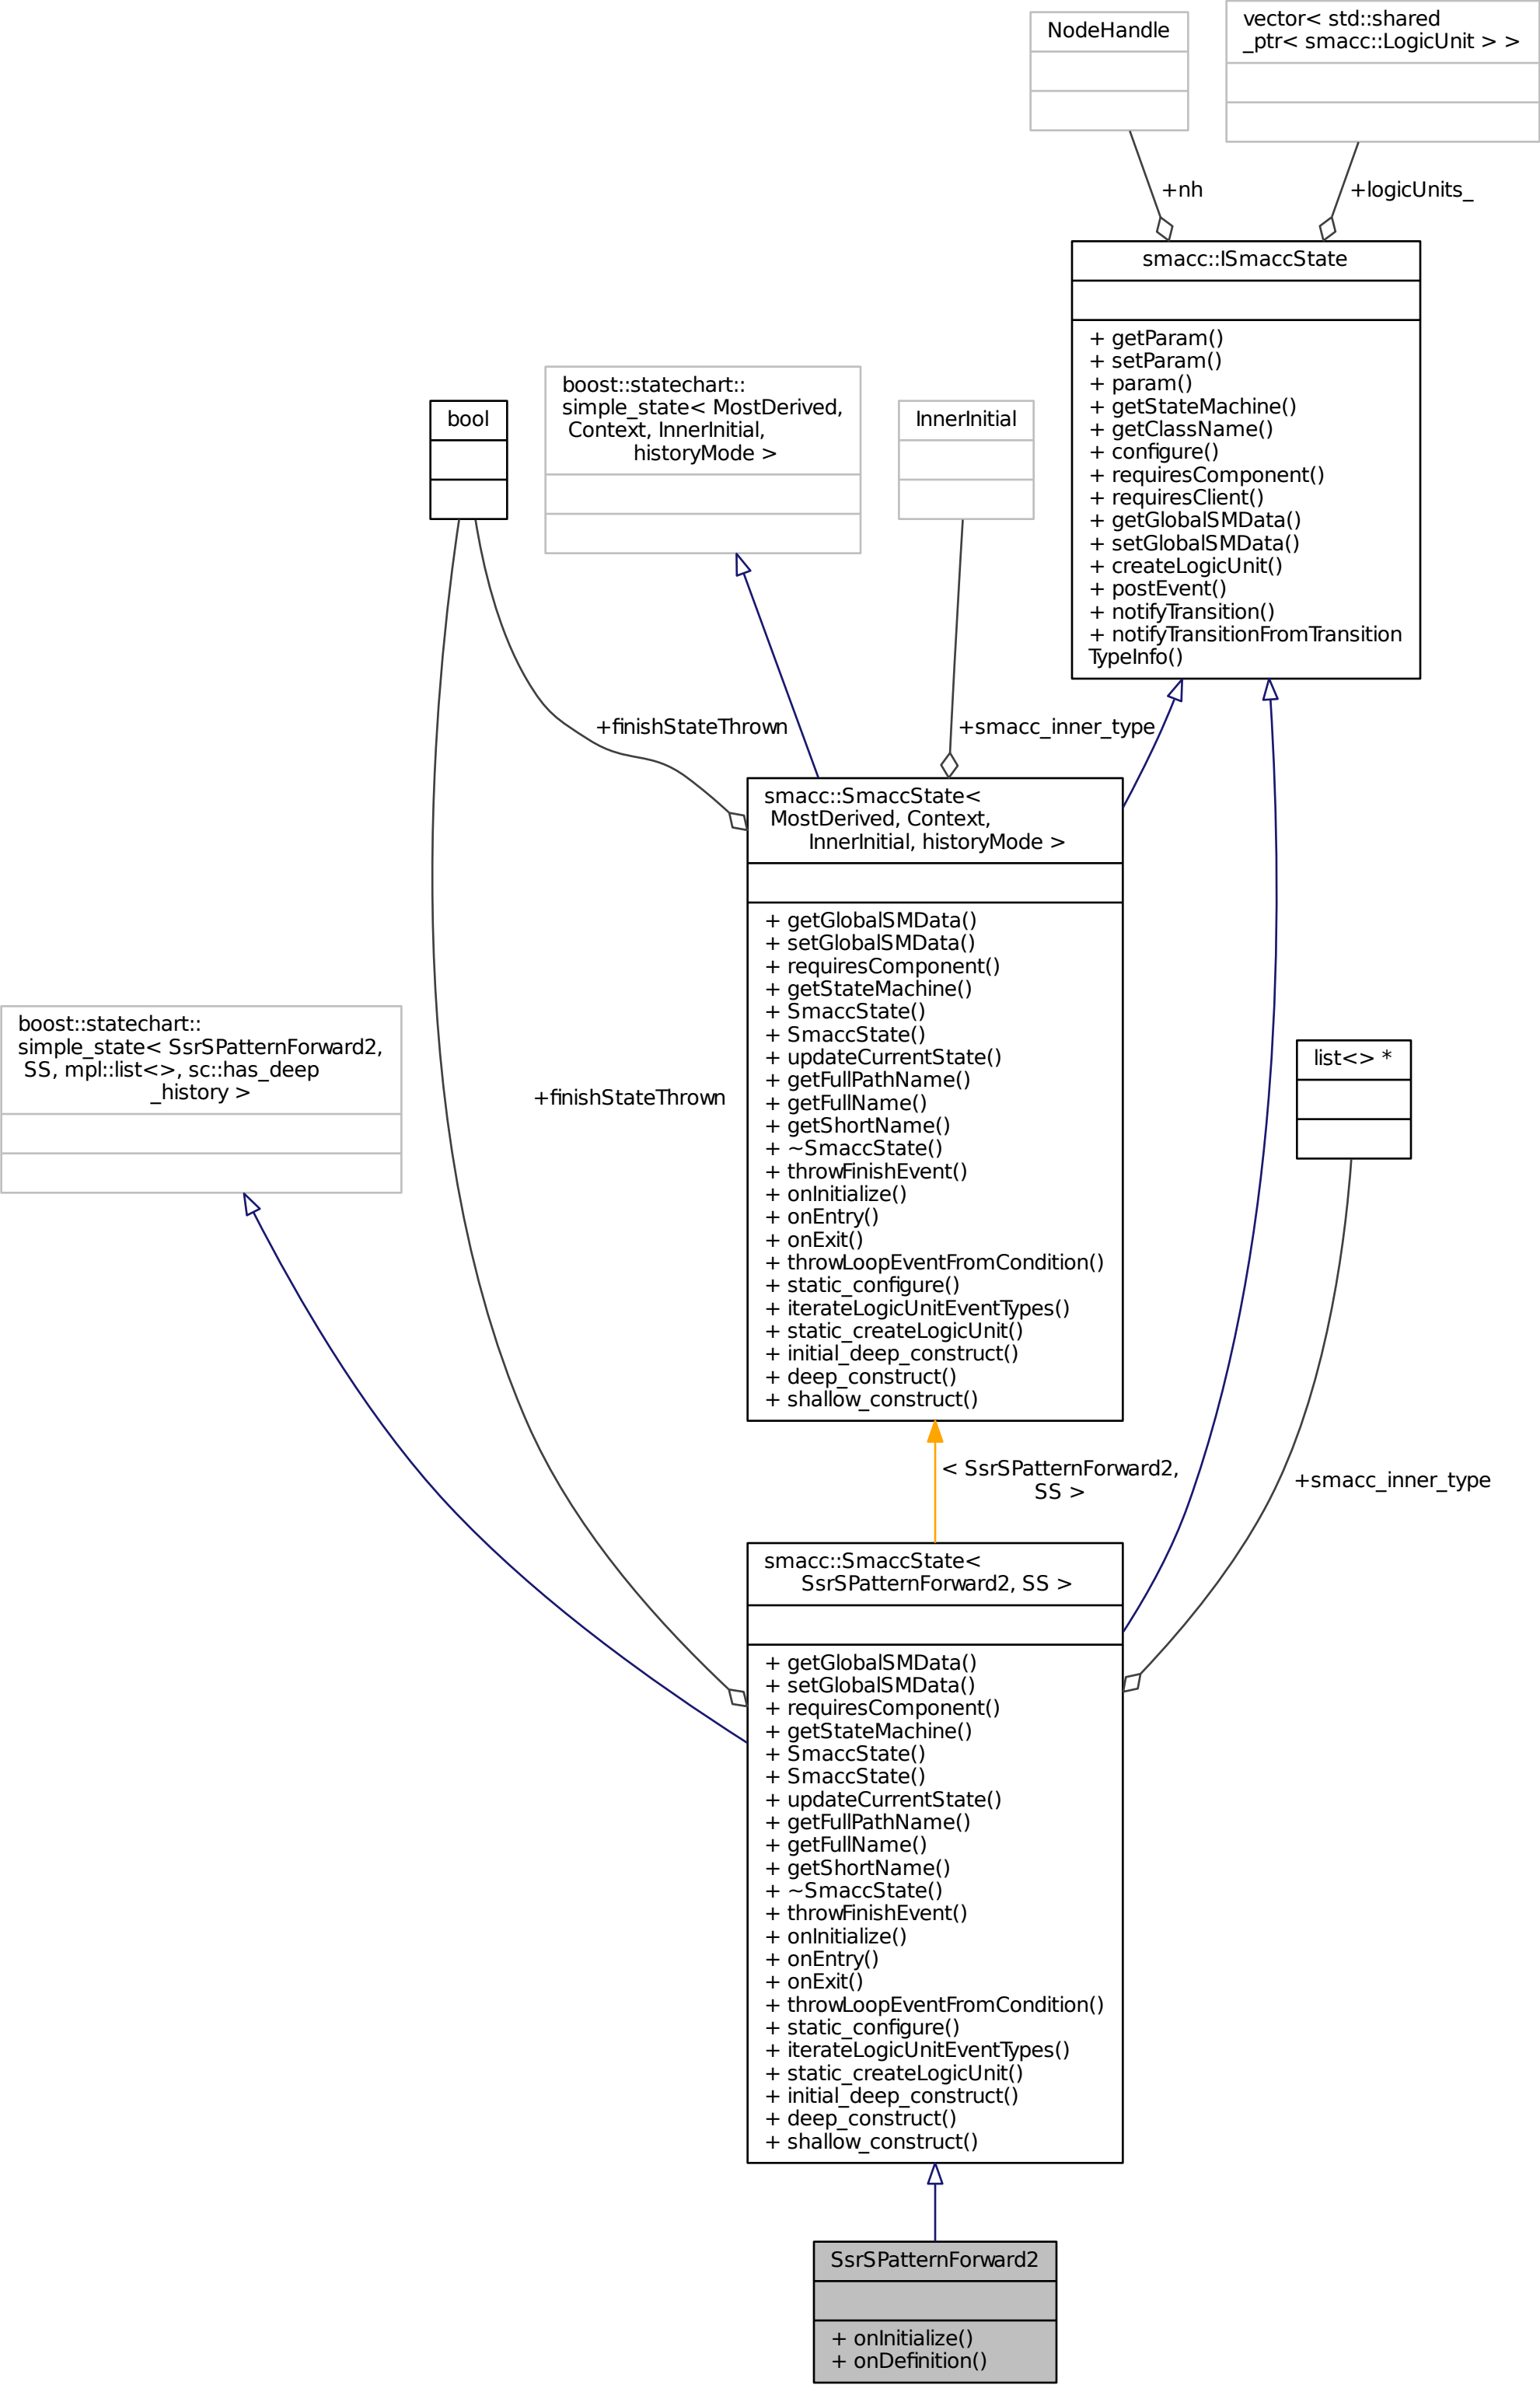 NodeHandle
vector< std::shared
_ptr< smacc::LogicUnit > >
+nh
+logicUnits_
smacc::ISmaccState
+ getParam()
+ setParam()
+ param()
+ getStateMachine()
+ getClassName()
+ configure()
+ requiresComponent()
+ requiresClient()
+ getGlobalSMData()
+ setGlobalSMData()
+ createLogicUnit()
+ postEvent()
+ notifyTransition()
+ notifyTransitionFromTransition
TypeInfo()
bool
boost::statechart::
simple_state< MostDerived,
Context, InnerInitial,
historyMode >
InnerInitial
+finishStateThrown
+smacc_inner_type
smacc::SmaccState<
MostDerived, Context,
InnerInitial, historyMode >
+ getGlobalSMData()
+ setGlobalSMData()
+ requiresComponent()
+ getStateMachine()
+ SmaccState()
+ SmaccState()
+ updateCurrentState()
+ getFullPathName()
+ getFullName()
+ getShortName()
+ ~SmaccState()
+ throwFinishEvent()
+ onInitialize()
+ onEntry()
+ onExit()
+ throwLoopEventFromCondition()
+ static_configure()
+ iterateLogicUnitEventTypes()
+ static_createLogicUnit()
+ initial_deep_construct()
+ deep_construct()
+ shallow_construct()
boost::statechart::
simple_state< SsrSPatternForward2,
SS, mpl::list<>, sc::has_deep
_history >
+finishStateThrown
list<> *
< SsrSPatternForward2,
SS >
+smacc_inner_type
smacc::SmaccState<
SsrSPatternForward2, SS >
+ getGlobalSMData()
+ setGlobalSMData()
+ requiresComponent()
+ getStateMachine()
+ SmaccState()
+ SmaccState()
+ updateCurrentState()
+ getFullPathName()
+ getFullName()
+ getShortName()
+ ~SmaccState()
+ throwFinishEvent()
+ onInitialize()
+ onEntry()
+ onExit()
+ throwLoopEventFromCondition()
+ static_configure()
+ iterateLogicUnitEventTypes()
+ static_createLogicUnit()
+ initial_deep_construct()
+ deep_construct()
+ shallow_construct()
SsrSPatternForward2
+ onInitialize()
+ onDefinition()